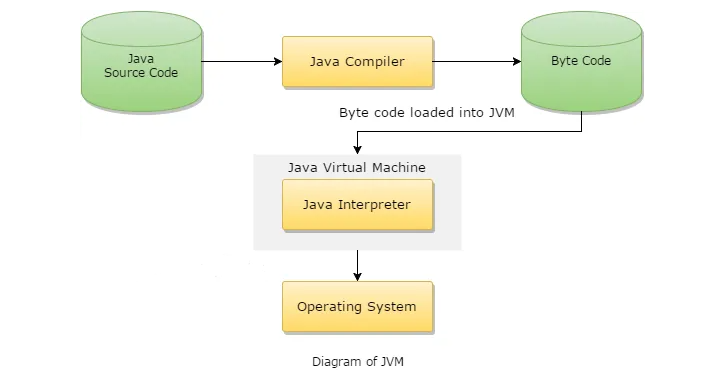 Java
Source Code
Java Compiler
Byte Code
Byte code loaded into JVM
Java Virtual Machine
Java Interpreter
Operating System
Diagram of JVM